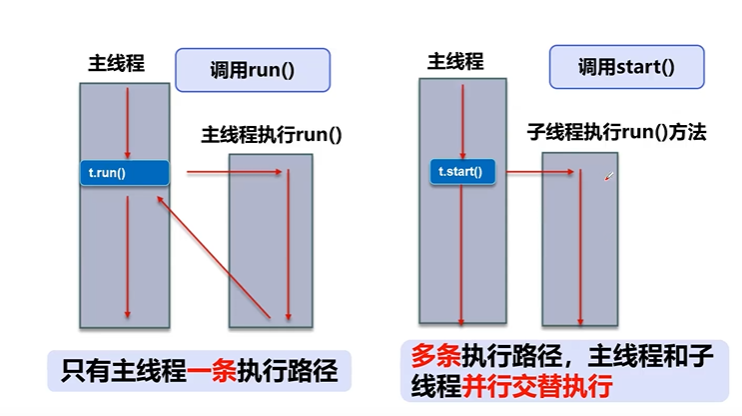 主线程
调用run()
主线程执行run()
t.run()
只有主线程一条执行路径
主线程
调用start()
子线程执行run()方法
t.start()
多条执行路径，主线程和子
线程并行交替执行